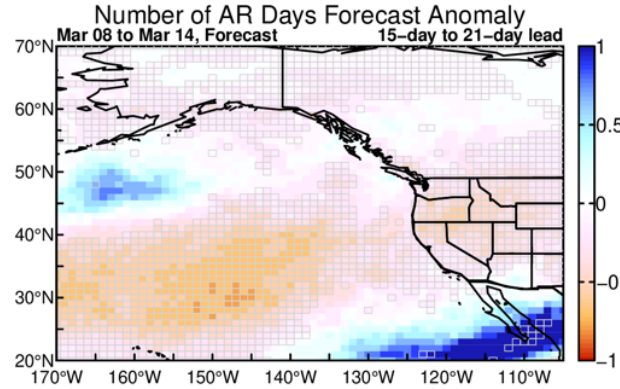 Number of AR Days Forecast Anomaly
Mar 08 to Mar 14, Forecast 15-day to 21-day lead
70°N
60°N
50°N
40°N
30°N
20°N
170°W 160°W 150°W 140°W 130°W 120°W 110°W
1
0.5
0
-0
-1